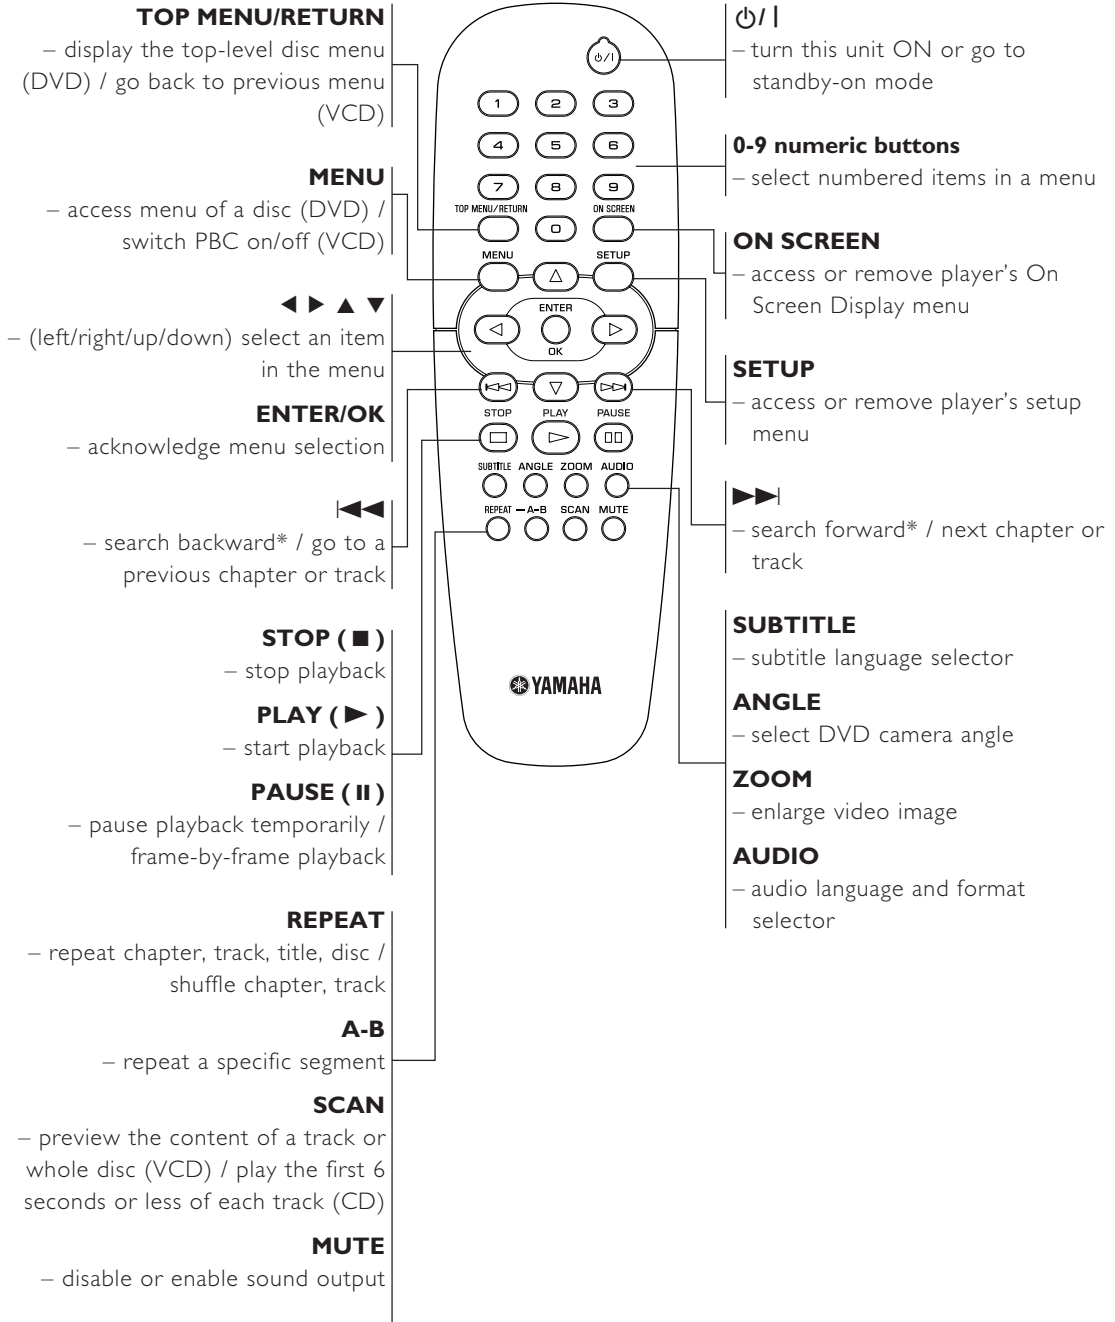 TOP MENU/RETURN
– display the top-level disc menu
(DVD) / go back to previous menu
(VCD)
MENU
– access menu of a disc (DVD) /
switch PBC on/off (VCD)
◀ ▶ ▲ ▼
– (left/right/up/down) select an item
in the menu
ENTER/OK
– acknowledge menu selection
|◀◀
– search backward* / go to a
previous chapter or track
STOP ( ■ )
– stop playback
PLAY ( ▶ )
– start playback
PAUSE ( II )
– pause playback temporarily /
frame-by-frame playback
REPEAT
– repeat chapter, track, title, disc /
shuffle chapter, track
A-B
– repeat a specific segment
SCAN
– preview the content of a track or
whole disc (VCD) / play the first 6
seconds or less of each track (CD)
MUTE
– disable or enable sound output
⏻/I
1 2 3
4 5 6
7 8 9
TOP MENU/RETURN ON SCREEN
0
MENU SETUP
ENTER
OK
STOP PLAY PAUSE
SUBTITLE ANGLE ZOOM AUDIO
REPEAT – A-B SCAN MUTE
YAMAHA
⏻/I
– turn this unit ON or go to
standby-on mode
0-9 numeric buttons
– select numbered items in a menu
ON SCREEN
– access or remove player's On
Screen Display menu
SETUP
– access or remove player's setup
menu
▶▶|
– search forward* / next chapter or
track
SUBTITLE
– subtitle language selector
ANGLE
– select DVD camera angle
ZOOM
– enlarge video image
AUDIO
– audio language and format
selector